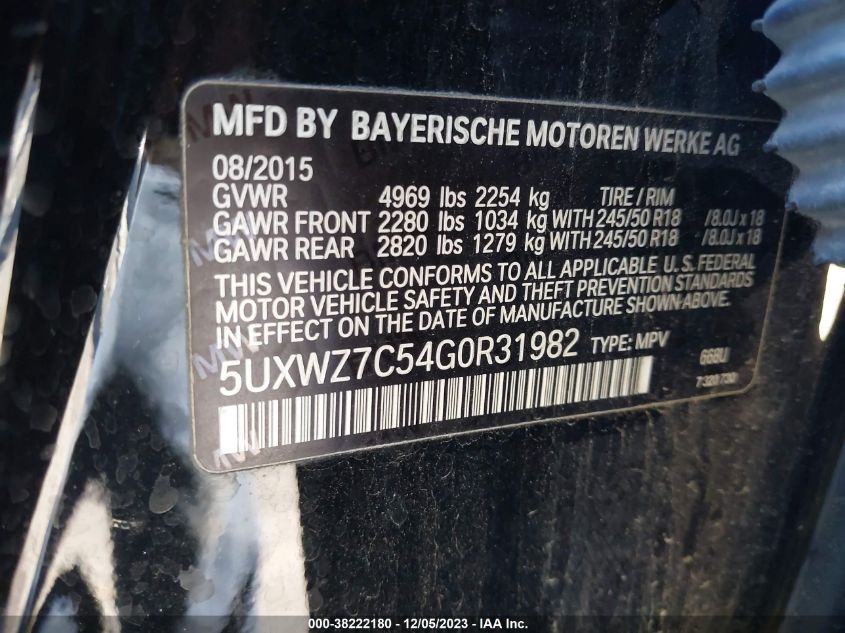 MFD BY BAYERISCHE MOTOREN WERKE AG
08/2015
GVWR 4969 lbs 2254 kg TIRE / RIM
GAWR FRONT 2280 lbs 1034 kg WITH 245/50 R18 /8.0J x 18
GAWR REAR 2820 lbs 1279 kg WITH 245/50 R18 /8.0J x 18
THIS VEHICLE CONFORMS TO ALL APPLICABLE U.S. FEDERAL
MOTOR VEHICLE SAFETY AND THEFT PREVENTION STANDARDS
IN EFFECT ON THE DATE OF MANUFACTURE SHOWN ABOVE.
5UXWZ7C54G0R31982 TYPE: MPV 668U
7 320 730
000-38222180 - 12/05/2023 - IAA Inc.